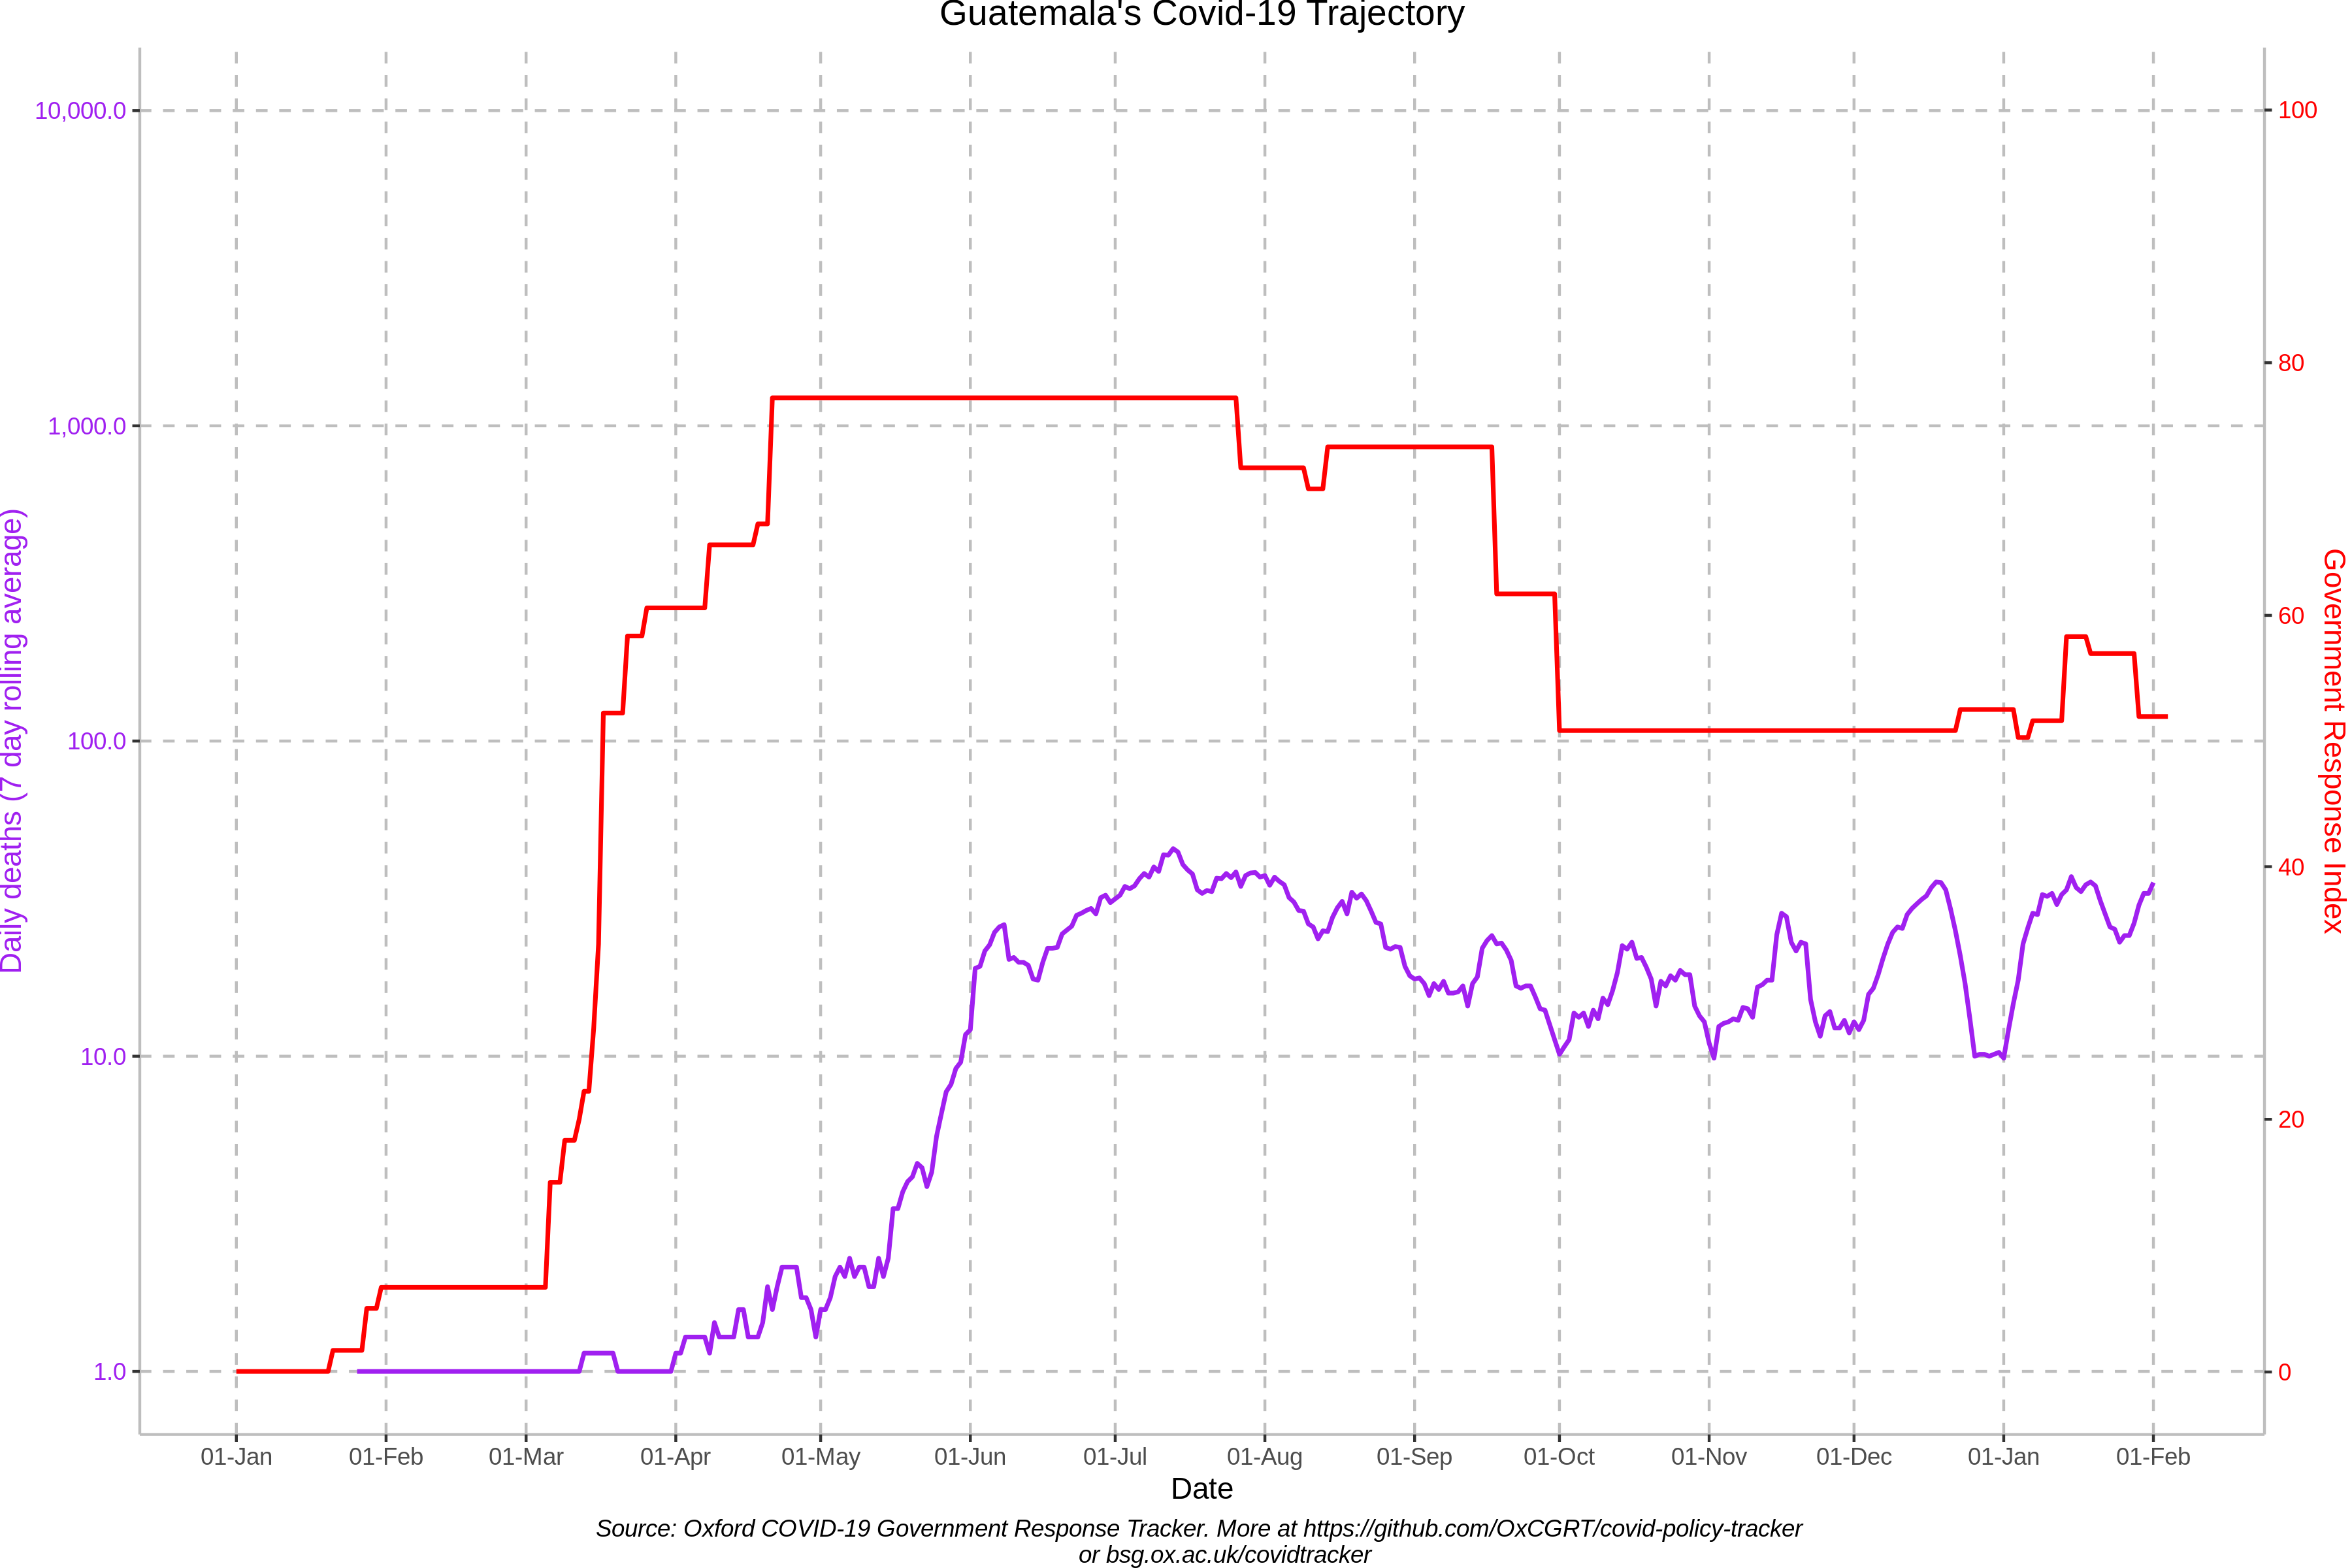 Guatemala's Covid-19 Trajectory
10,000.0
1,000.0
100.0
10.0
1.0
Daily deaths (7 day rolling average)
100
80
60
40
20
0
Government Response Index
01-Jan 01-Feb 01-Mar 01-Apr 01-May 01-Jun 01-Jul 01-Aug 01-Sep 01-Oct 01-Nov 01-Dec 01-Jan 01-Feb
Date
Source: Oxford COVID-19 Government Response Tracker. More at https://github.com/OxCGRT/covid-policy-tracker
or bsg.ox.ac.uk/covidtracker